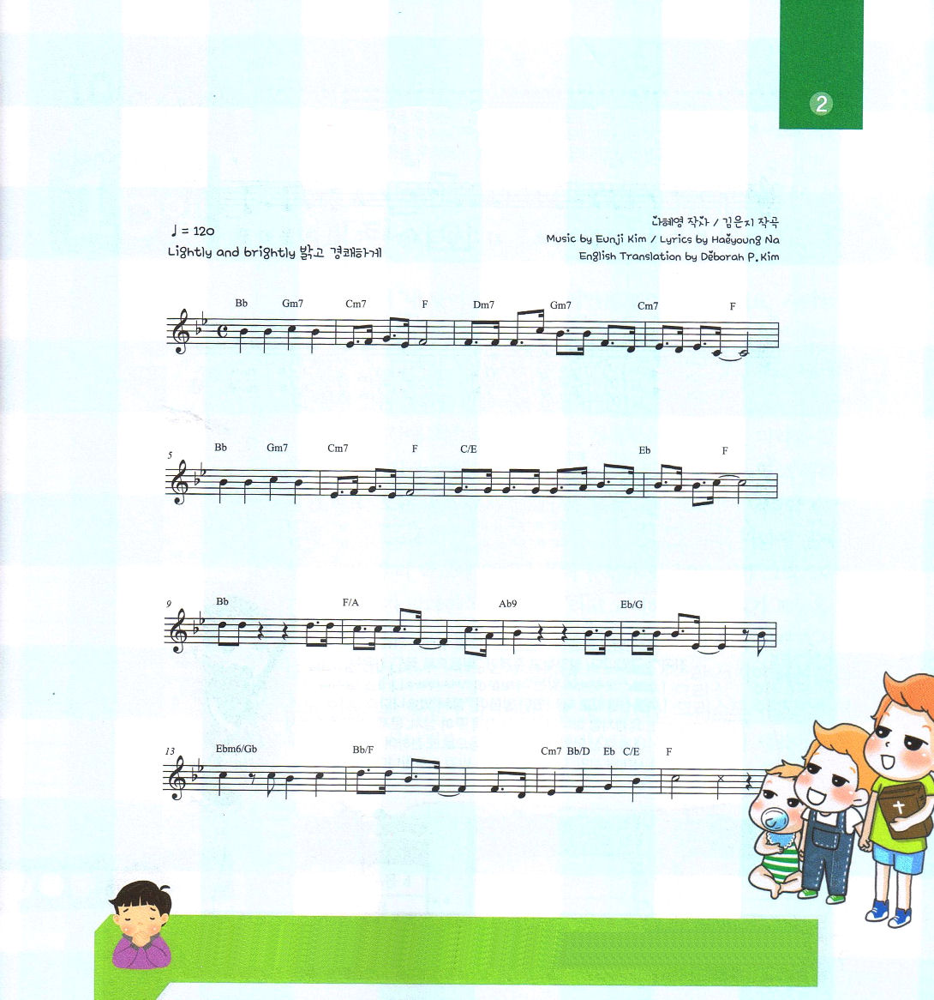 2
♩ = 120
나혜영 작사 / 김은지 작곡
Music by Eunji Kim / Lyrics by Haeyoung Na
Lightly and brightly 밝고 경쾌하게
English Translation by Deborah P. Kim
Bb Gm7 Cm7 F Dm7 Gm7 Cm7 F
5 Bb Gm7 Cm7 F C/E Eb F
9 Bb F/A Ab9 Eb/G
13 Ebm6/Gb Bb/F Cm7 Bb/D Eb C/E F